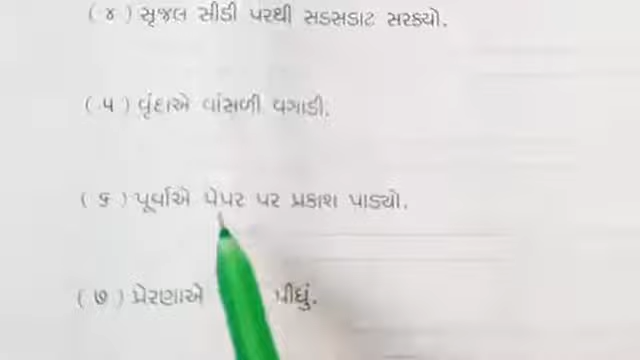 (૪) સૃજલ સીડી પરથી સડસડાટ સરક્યો.
(૫) વૃંદાએ વાંસળી વગાડી.
(૬) પૂર્વાએ પેપર પર પ્રકાશ પાડ્યો.
(૭) પ્રેરણાએ પીધું.